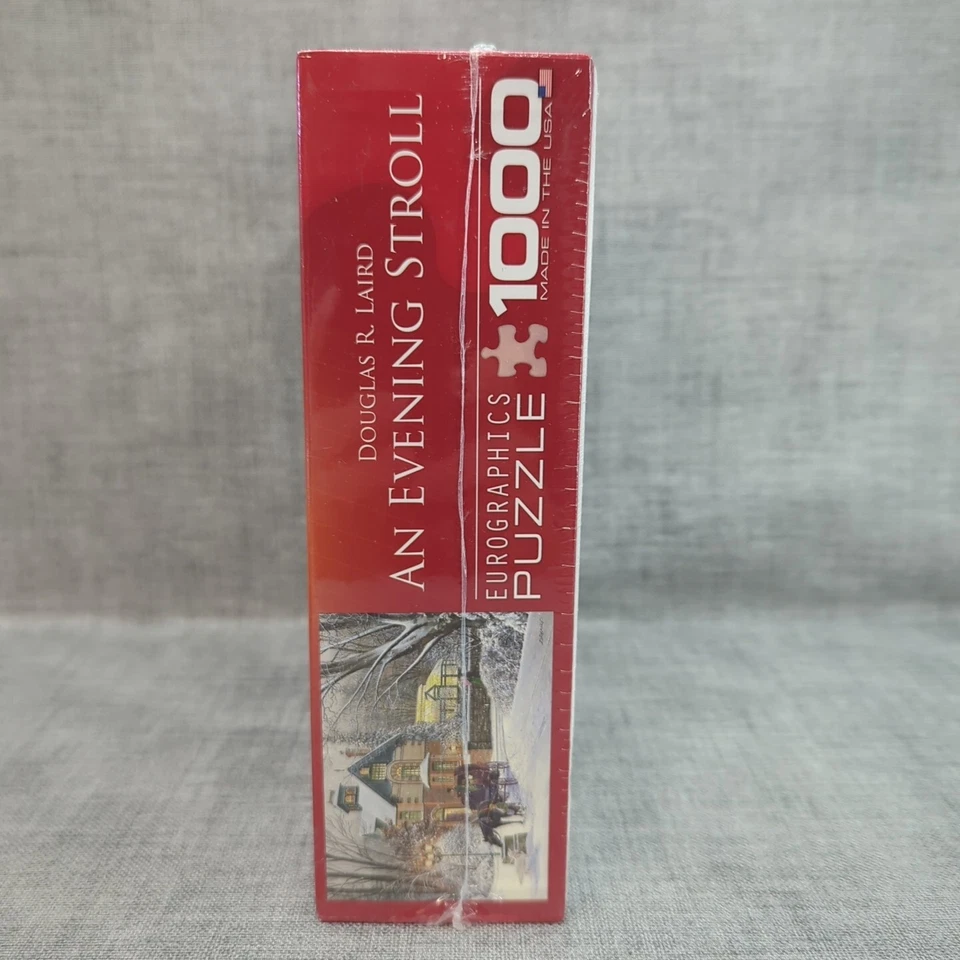 DOUGLAS R. LAIRD
AN EVENING STROLL
EUROGRAPHICS
PUZZLE 1000
MADE IN THE USA